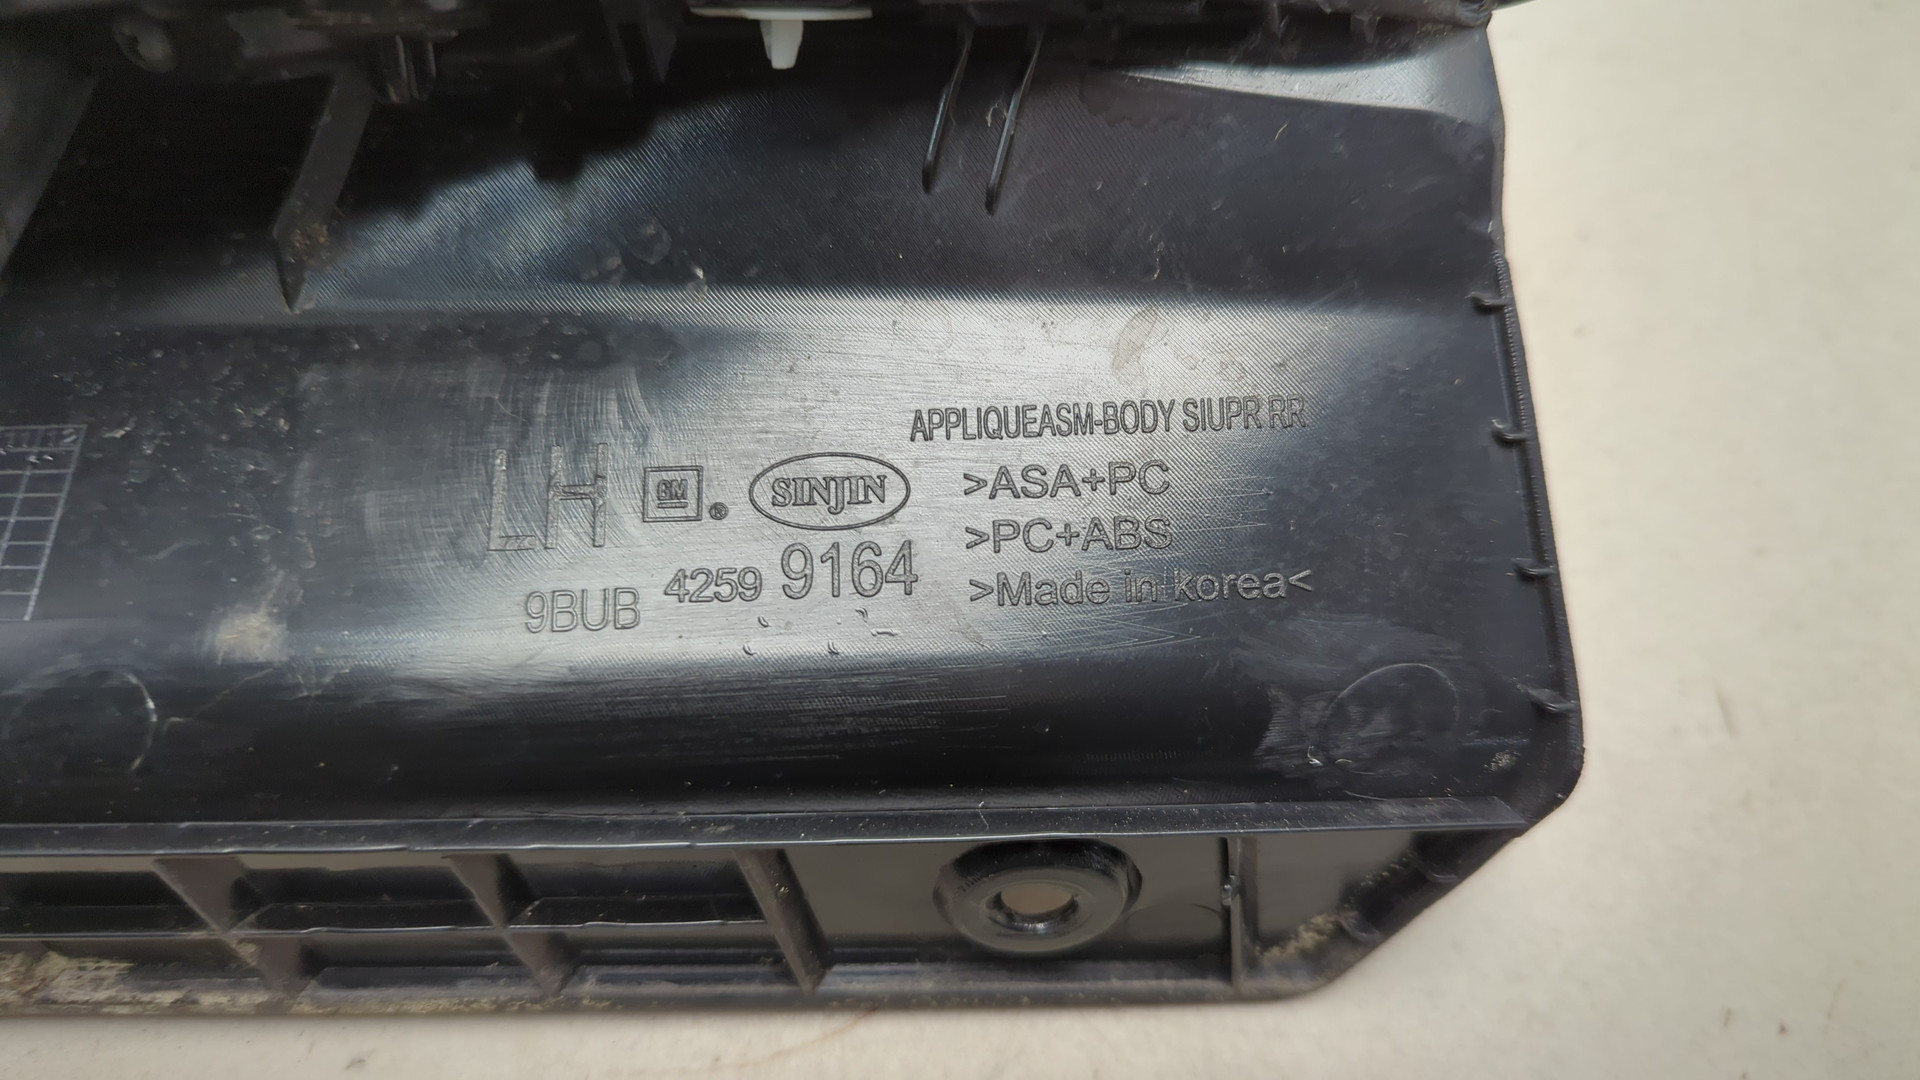 APPLIQUEASM-BODY SIUPR RR
LH GM ® SINJIN >ASA+PC
>PC+ABS
9BUB 4259 9164 >Made in korea<